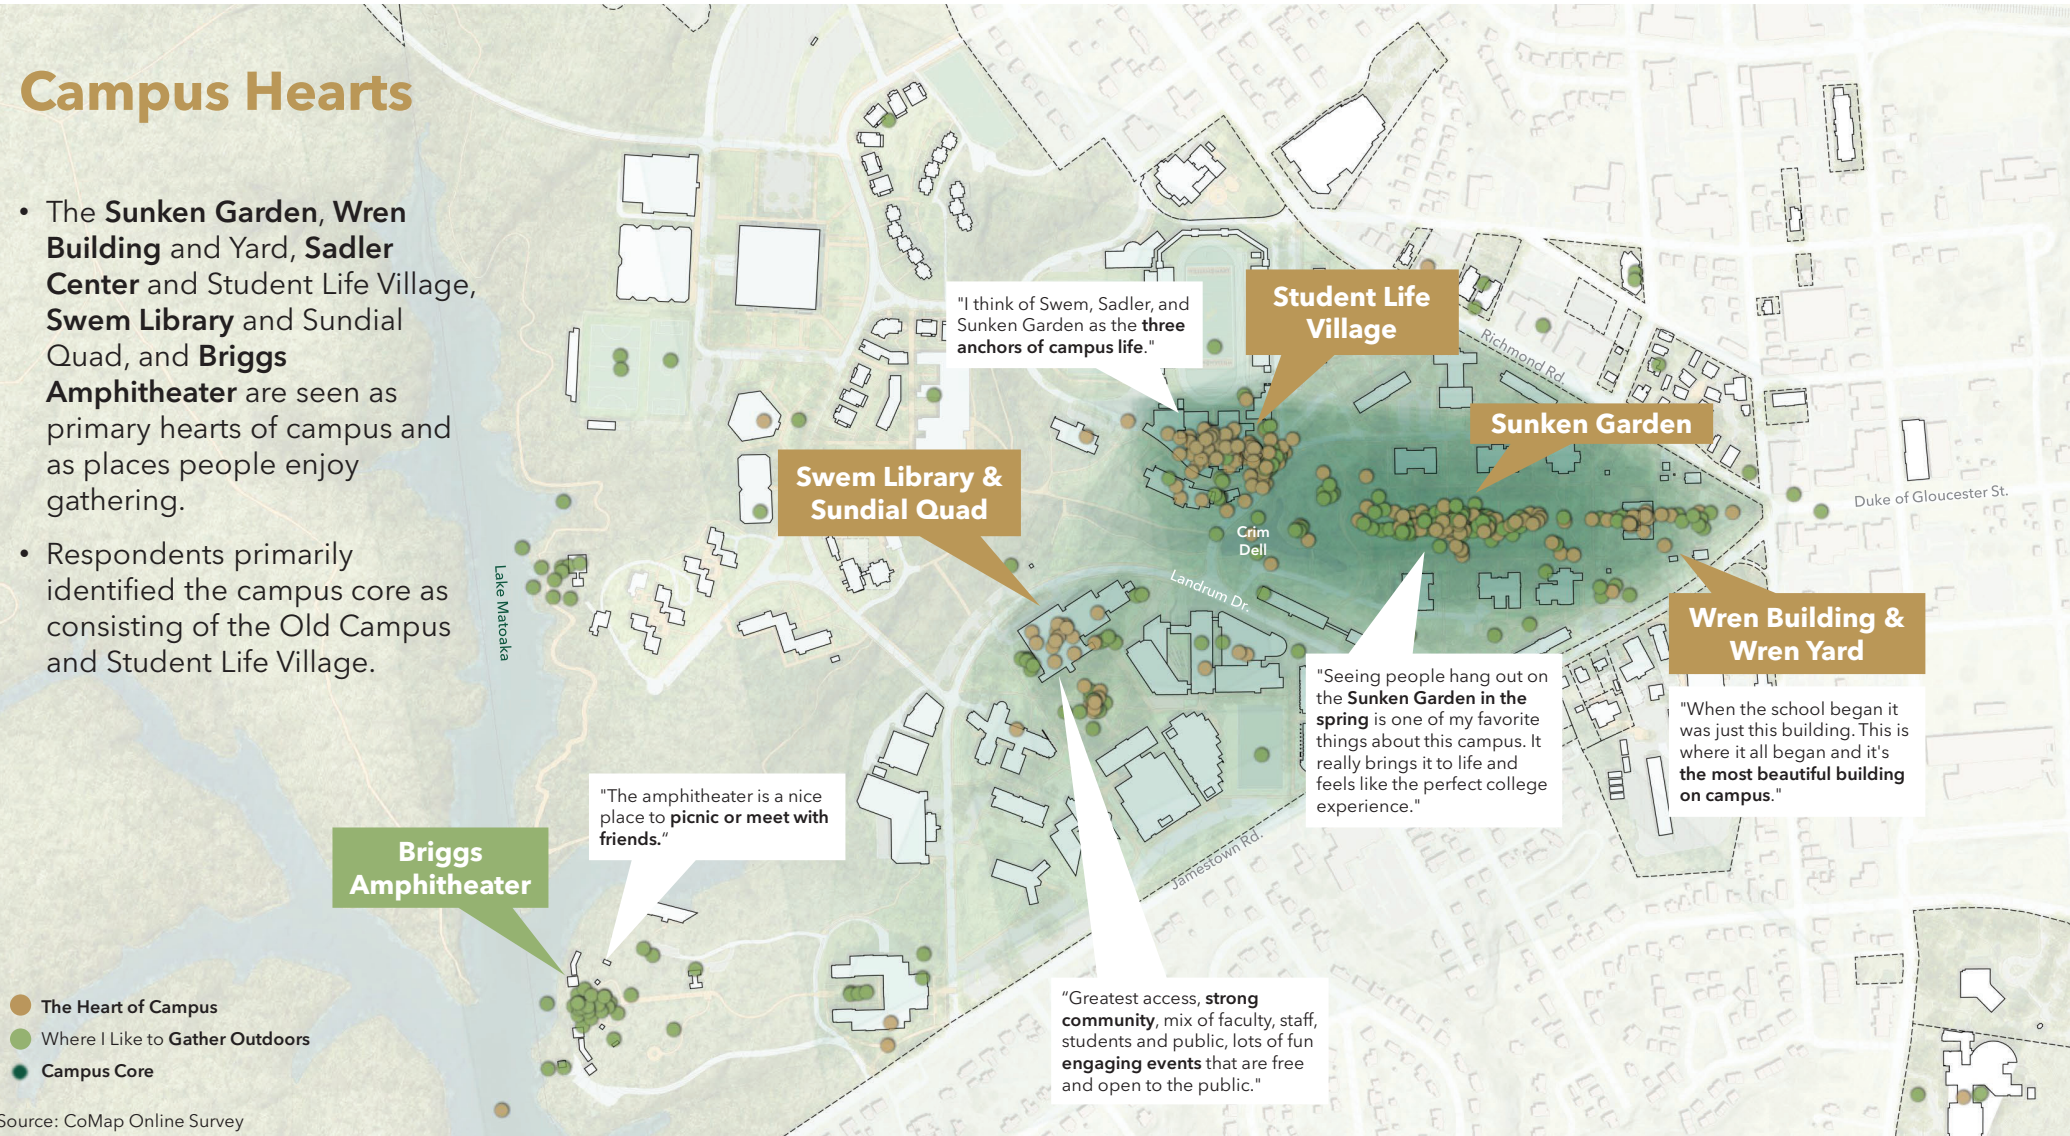 Campus Hearts
• The Sunken Garden, Wren
Building and Yard, Sadler
Center and Student Life Village,
Swem Library and Sundial
Quad, and Briggs
Amphitheater are seen as
primary hearts of campus and
as places people enjoy
gathering.
• Respondents primarily
identified the campus core as
consisting of the Old Campus
and Student Life Village.
"I think of Swem, Sadler, and
Sunken Garden as the three
anchors of campus life."
Student Life
Village
Richmond Rd.
Sunken Garden
Swem Library &
Sundial Quad
Duke of Gloucester St.
Crim
Dell
Landrum Dr.
Lake Matoaka
Wren Building &
Wren Yard
"Seeing people hang out on
the Sunken Garden in the
spring is one of my favorite
things about this campus. It
really brings it to life and
feels like the perfect college
experience."
"When the school began it
was just this building. This is
where it all began and it's
the most beautiful building
on campus."
"The amphitheater is a nice
place to picnic or meet with
friends.“
Briggs
Amphitheater
Jamestown Rd.
“Greatest access, strong
community, mix of faculty, staff,
students and public, lots of fun
engaging events that are free
and open to the public."
The Heart of Campus
Where I Like to Gather Outdoors
Campus Core
Source: CoMap Online Survey